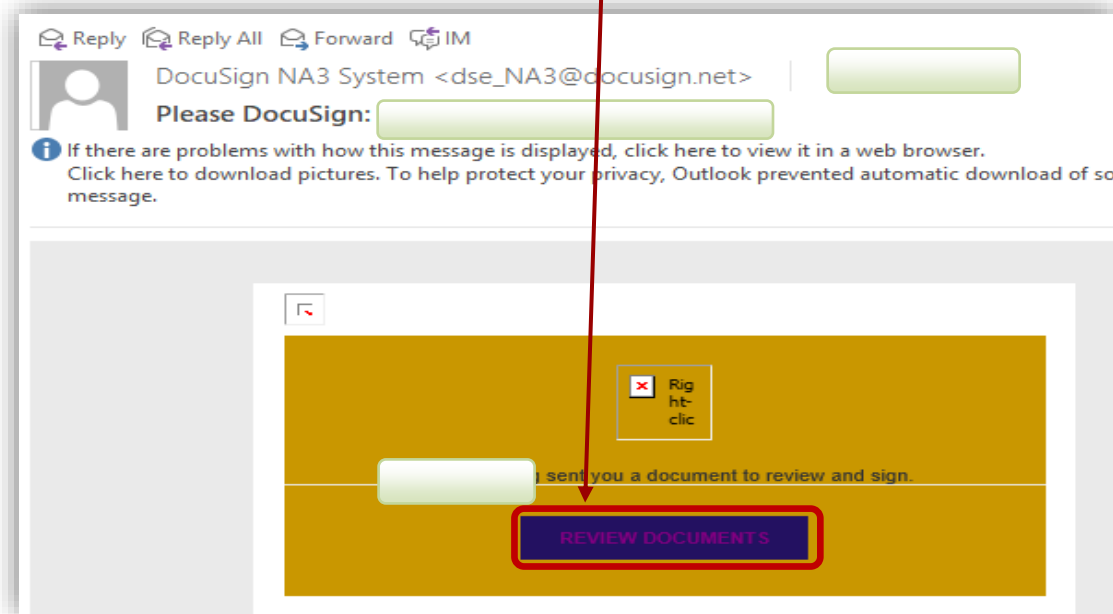 Reply Reply All Forward IM
DocuSign NA3 System <dse_NA3@docusign.net>
Please DocuSign:
If there are problems with how this message is displayed, click here to view it in a web browser.
Click here to download pictures. To help protect your privacy, Outlook prevented automatic download of so
message.
Rig
ht-
clic
sent you a document to review and sign.
REVIEW DOCUMENTS